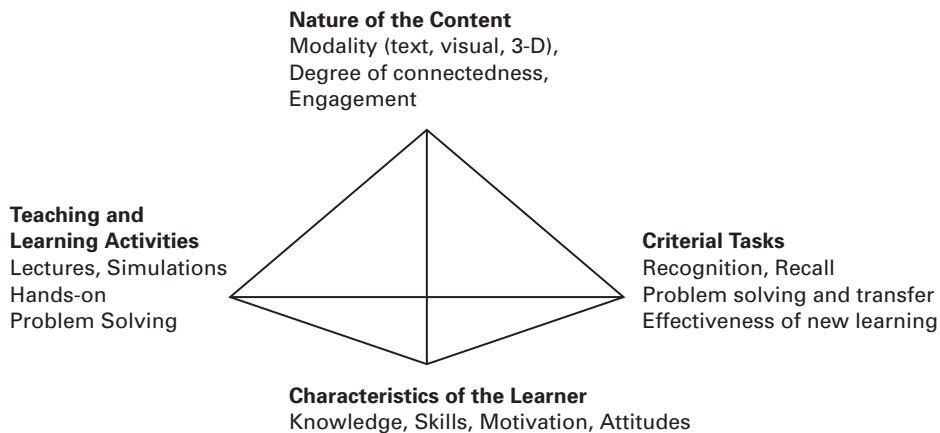 Nature of the Content
Modality (text, visual, 3-D),
Degree of connectedness,
Engagement
Teaching and
Learning Activities
Lectures, Simulations
Hands-on
Problem Solving
Criterial Tasks
Recognition, Recall
Problem solving and transfer
Effectiveness of new learning
Characteristics of the Learner
Knowledge, Skills, Motivation, Attitudes